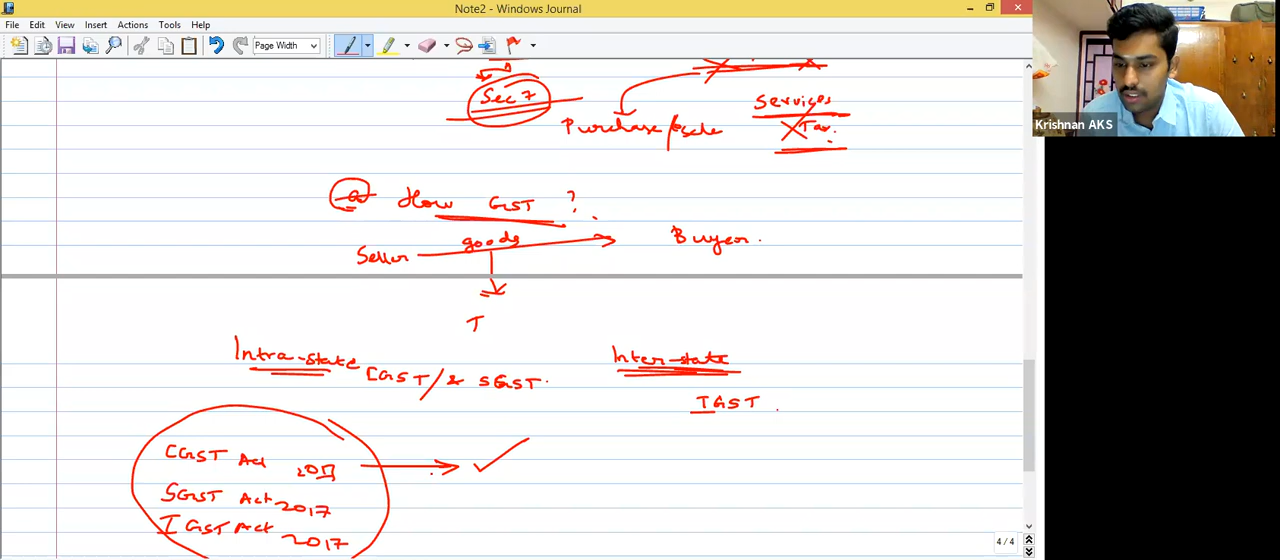 Note2 - Windows Journal
File Edit View Insert Actions Tools Help
Page Width
Krishnan AKS
Sec 7
Purchase/sale
Services
Tax.
Q How GST ?
Seller goods Buyer.
T
Intra-state
CGST/& SGST.
Inter-state
IGST.
CGST Act 2017
SGST Act 2017
IGST Act 2017
4 / 4